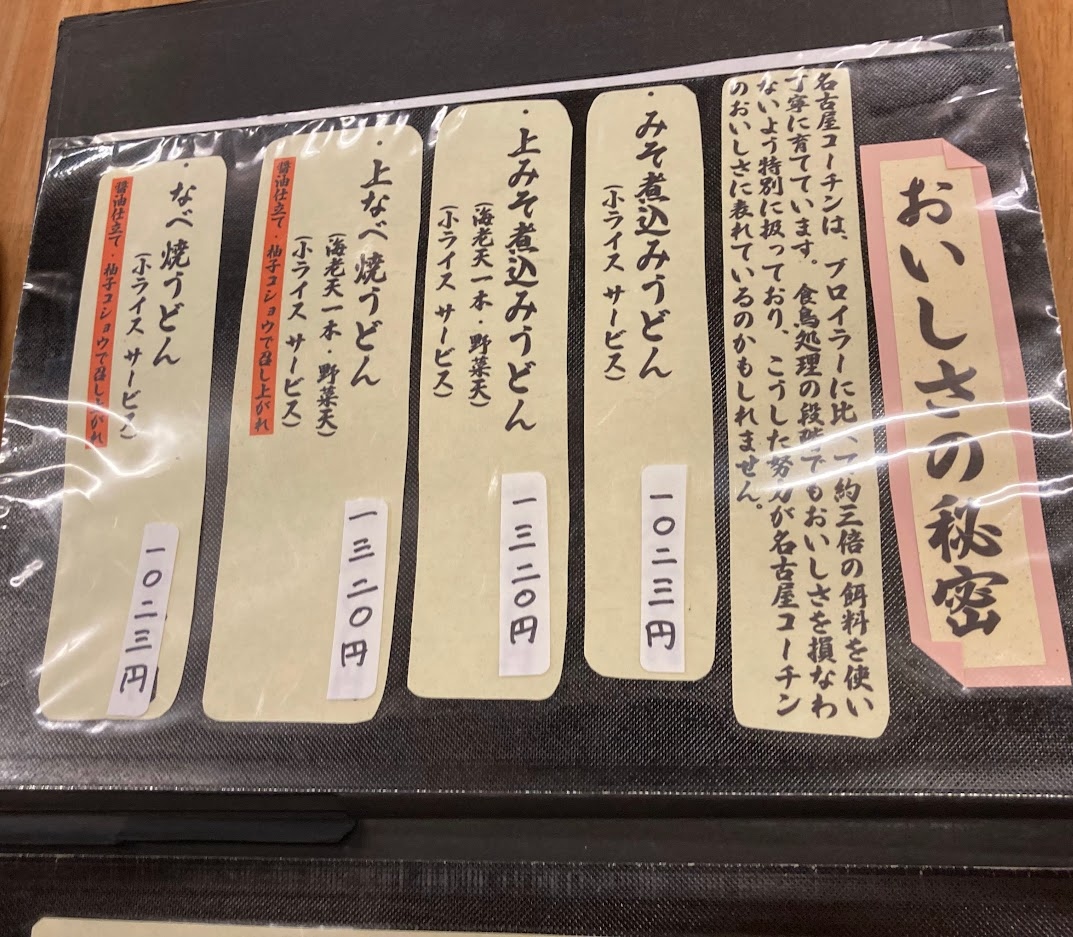 おいしさの秘密
名古屋コーチンは、ブロイラーに比べて約三倍の餌料を使い
丁寧に育てています。食鳥処理の段階でもおいしさを損なわ
ないよう特別に扱っており、こうした努力が名古屋コーチン
のおいしさに表れているのかもしれません。
・みそ煮込みうどん
(小ライス サービス)
一〇二三円
・上みそ煮込みうどん
(海老天一本・野菜天)
(小ライス サービス)
一三二〇円
・上なべ焼うどん
(海老天一本・野菜天)
(小ライス サービス)
醤油仕立て・柚子コショウで召し上がれ
一三二〇円
・なべ焼うどん
(小ライス サービス)
醤油仕立て・柚子コショウで召し上がれ
一〇二三円